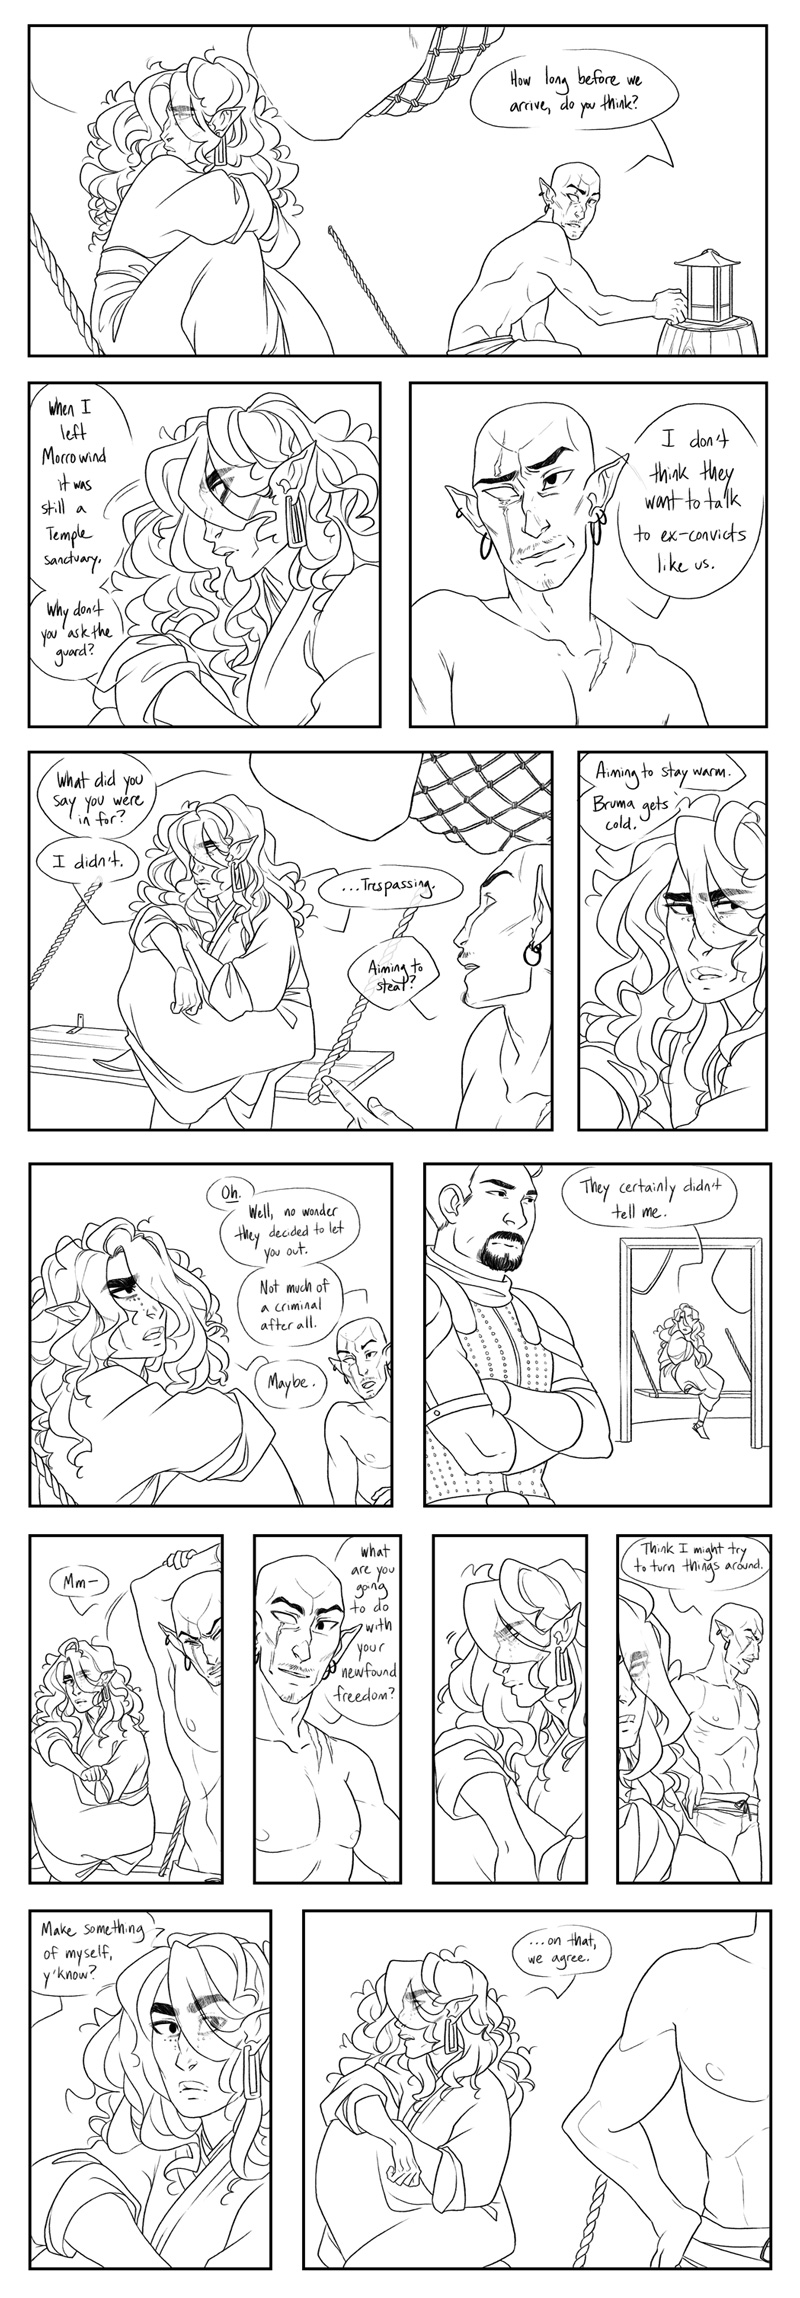 How long before we
arrive, do you think?
When I
left
Morrowind
it was
still a
Temple
sanctuary.
Why don't
you ask the
guard?
I don't
think they
want to talk
to ex-convicts
like us.
What did you
say you were
in for?
I didn't.
...Trespassing.
Aiming to
steal?
Aiming to stay warm.
Bruma gets
cold.
Oh.
Well, no wonder
they decided to let
you out.
Not much of
a criminal
after all.
Maybe.
They certainly didn't
tell me.
Mm-
what
are you
going
to do
with
your
newfound
freedom?
Think I might try
to turn things around.
Make something
of myself,
y'know?
...on that,
we agree.